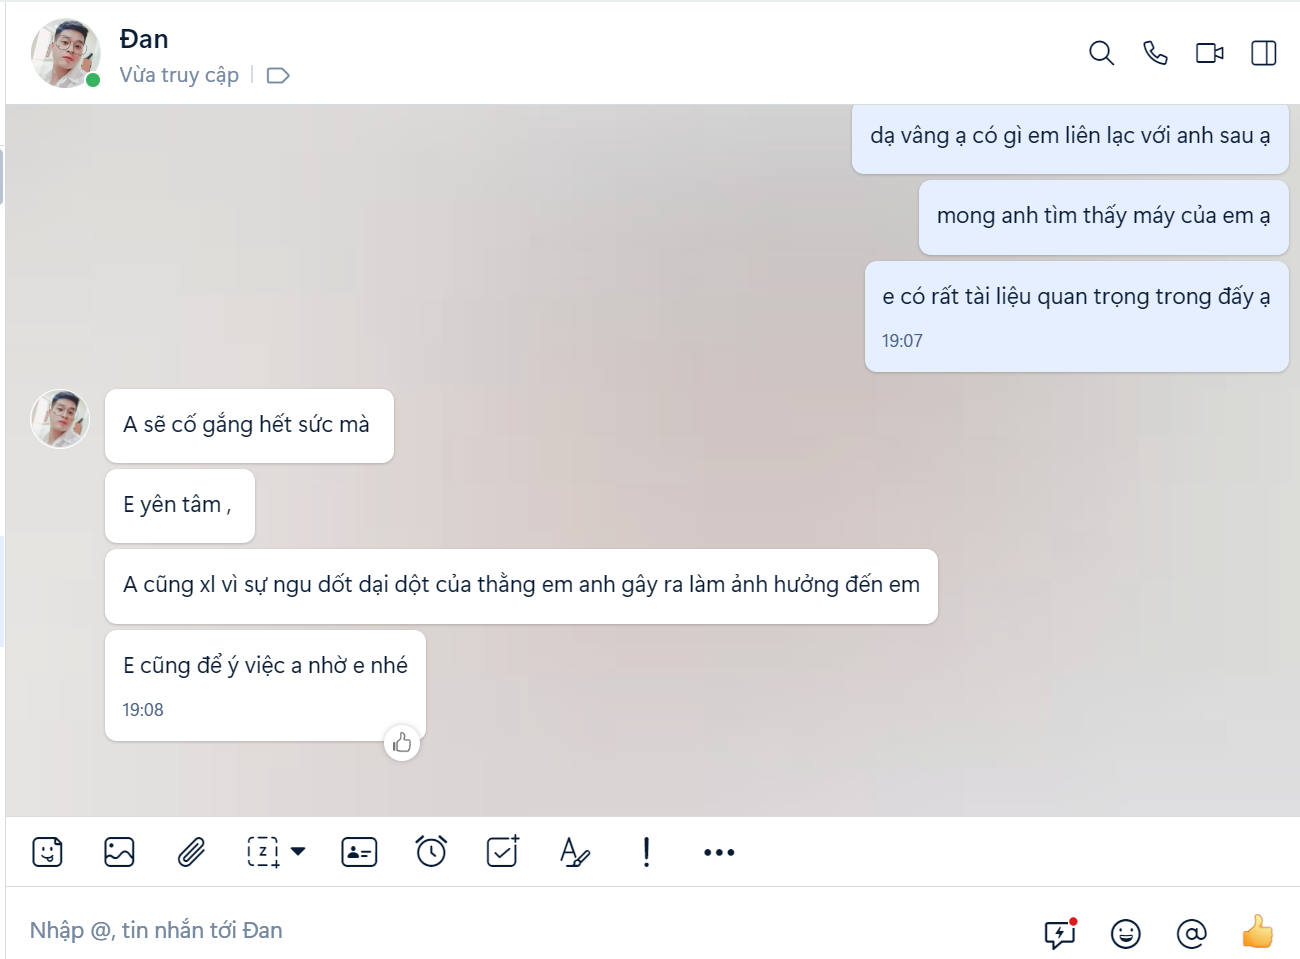 Đan
Vừa truy cập
dạ vâng ạ có gì em liên lạc với anh sau ạ
mong anh tìm thấy máy của em ạ
e có rất tài liệu quan trọng trong đấy ạ
19:07
A sẽ cố gắng hết sức mà
E yên tâm ,
A cũng xl vì sự ngu dốt dại dột của thằng em anh gây ra làm ảnh hưởng đến em
E cũng để ý việc a nhờ e nhé
19:08
Nhập @, tin nhắn tới Đan